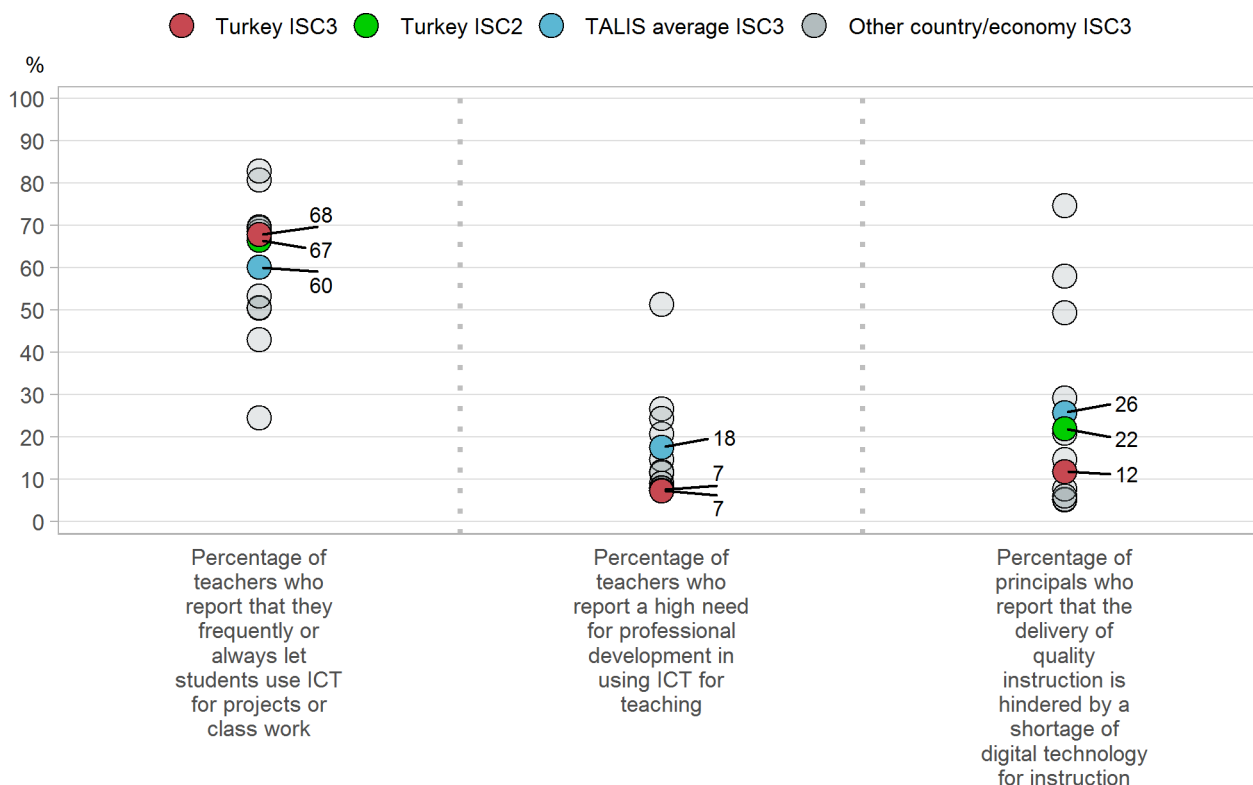 Turkey ISC3 Turkey ISC2 TALIS average ISC3 Other country/economy ISC3
%
100
90
80
70
60
50
40
30
20
10
0
68
67
60
18
7
7
26
22
12
Percentage of
teachers who
report that they
frequently or
always let
students use ICT
for projects or
class work
Percentage of
teachers who
report a high need
for professional
development in
using ICT for
teaching
Percentage of
principals who
report that the
delivery of
quality
instruction is
hindered by a
shortage of
digital technology
for instruction